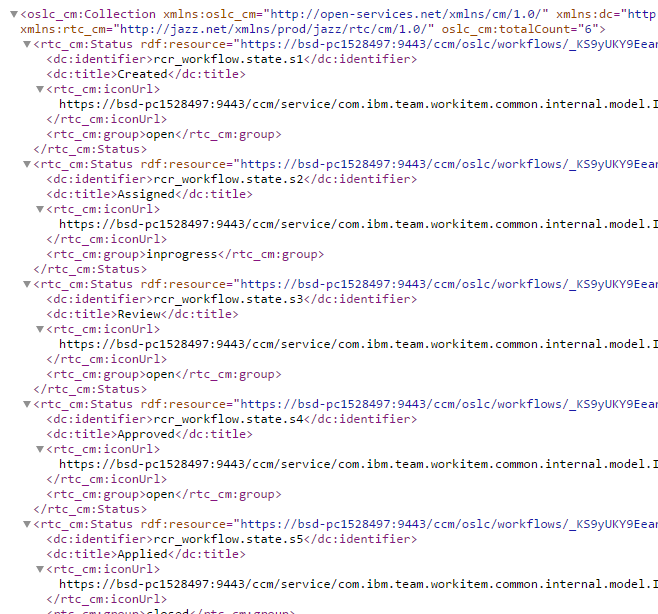 <oslc_cm:Collection xmlns:oslc_cm="http://open-services.net/xmlns/cm/1.0/" xmlns:dc="http
xmlns:rtc_cm="http://jazz.net/xmlns/prod/jazz/rtc/cm/1.0/" oslc_cm:totalCount="6">
<rtc_cm:Status rdf:resource="https://bsd-pc1528497:9443/ccm/oslc/workflows/_KS9yUKY9Eear
<dc:identifier>rcr_workflow.state.s1</dc:identifier>
<dc:title>Created</dc:title>
<rtc_cm:iconUrl>
https://bsd-pc1528497:9443/ccm/service/com.ibm.team.workitem.common.internal.model.I
</rtc_cm:iconUrl>
<rtc_cm:group>open</rtc_cm:group>
</rtc_cm:Status>
<rtc_cm:Status rdf:resource="https://bsd-pc1528497:9443/ccm/oslc/workflows/_KS9yUKY9Eear
<dc:identifier>rcr_workflow.state.s2</dc:identifier>
<dc:title>Assigned</dc:title>
<rtc_cm:iconUrl>
https://bsd-pc1528497:9443/ccm/service/com.ibm.team.workitem.common.internal.model.I
</rtc_cm:iconUrl>
<rtc_cm:group>inprogress</rtc_cm:group>
</rtc_cm:Status>
<rtc_cm:Status rdf:resource="https://bsd-pc1528497:9443/ccm/oslc/workflows/_KS9yUKY9Eear
<dc:identifier>rcr_workflow.state.s3</dc:identifier>
<dc:title>Review</dc:title>
<rtc_cm:iconUrl>
https://bsd-pc1528497:9443/ccm/service/com.ibm.team.workitem.common.internal.model.I
</rtc_cm:iconUrl>
<rtc_cm:group>open</rtc_cm:group>
</rtc_cm:Status>
<rtc_cm:Status rdf:resource="https://bsd-pc1528497:9443/ccm/oslc/workflows/_KS9yUKY9Eear
<dc:identifier>rcr_workflow.state.s4</dc:identifier>
<dc:title>Approved</dc:title>
<rtc_cm:iconUrl>
https://bsd-pc1528497:9443/ccm/service/com.ibm.team.workitem.common.internal.model.I
</rtc_cm:iconUrl>
<rtc_cm:group>open</rtc_cm:group>
</rtc_cm:Status>
<rtc_cm:Status rdf:resource="https://bsd-pc1528497:9443/ccm/oslc/workflows/_KS9yUKY9Eear
<dc:identifier>rcr_workflow.state.s5</dc:identifier>
<dc:title>Applied</dc:title>
<rtc_cm:iconUrl>
https://bsd-pc1528497:9443/ccm/service/com.ibm.team.workitem.common.internal.model.I
</rtc_cm:iconUrl>
<rtc_cm:group>closed</rtc_cm:group>